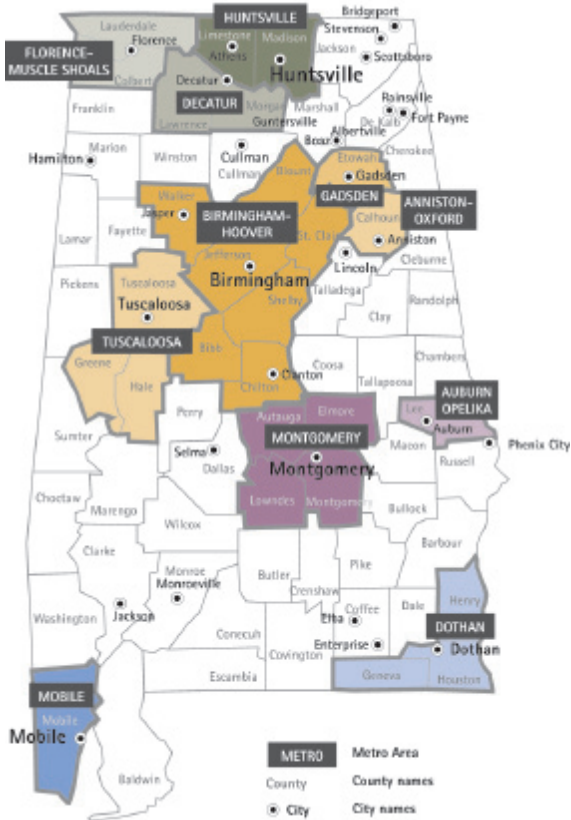 Bridgeport
HUNTSVILLE
Lauderdale
Stevenson
Limestone
Madison
Florence
Jackson
Athens
Scottsboro
FLORENCE–
MUSCLE SHOALS
Huntsville
Colbert
Decatur
Rainsville
DECATUR
Morgan
Marshall
Franklin
Guntersville
De Kalb
Fort Payne
Lawrence
Albertville
Boaz
Marion
Cullman
Cherokee
Hamilton
Winston
Cullman
Etowah
Blount
Gadsden
Walker
GADSDEN
ANNISTON–
OXFORD
Jasper
BIRMINGHAM–
HOOVER
Calhoun
Fayette
St. Clair
Lamar
Anniston
Jefferson
Lincoln
Cleburne
Birmingham
Pickens
Tuscaloosa
Talladega
Tuscaloosa
Shelby
Randolph
Clay
TUSCALOOSA
Bibb
Greene
Coosa
Chambers
Hale
Clanton
Tallapoosa
Chilton
AUBURN
OPELIKA
Perry
Autauga
Elmore
Lee
Auburn
Sumter
MONTGOMERY
Phenix City
Selma
Macon
Dallas
Montgomery
Russell
Choctaw
Lowndes
Montgomery
Marengo
Bullock
Wilcox
Barbour
Clarke
Monroe
Butler
Pike
Monroeville
Crenshaw
Henry
Coffee
Dale
Washington
Jackson
DOTHAN
Conecuh
Enterprise
Dothan
Covington
Escambia
Geneva
Houston
MOBILE
Mobile
Mobile
METRO
Metro Area
County
County names
Baldwin
City
City names